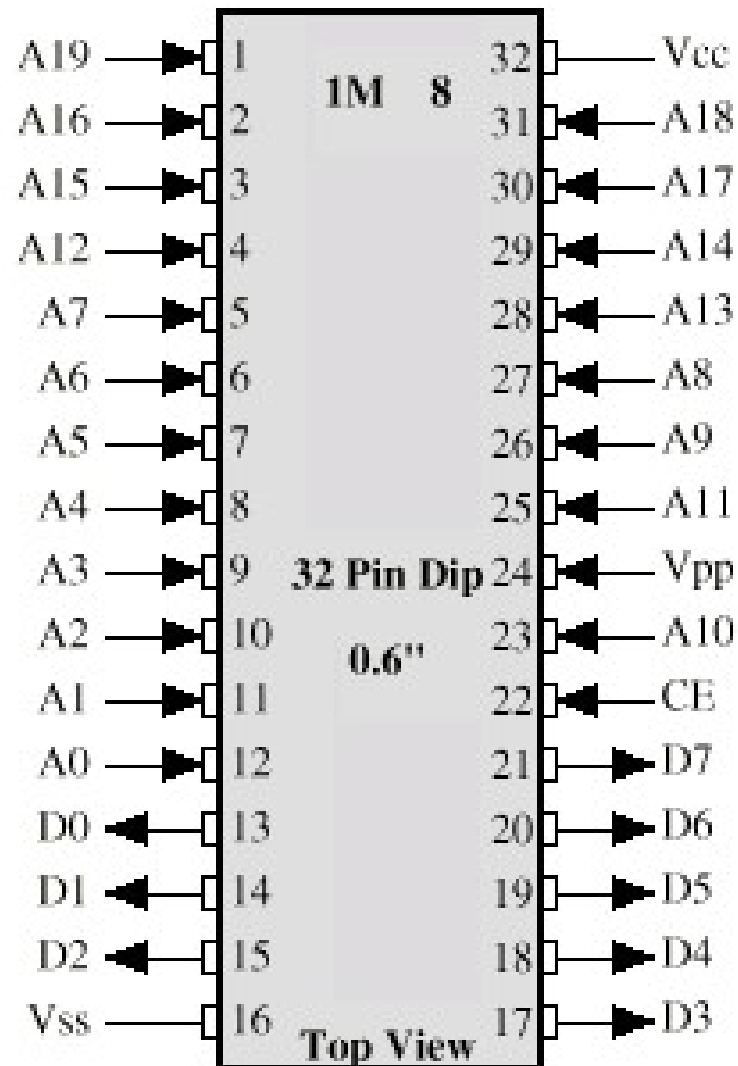 A19 1 32 Vcc
1M 8
A16 2 31 A18
A15 3 30 A17
A12 4 29 A14
A7 5 28 A13
A6 6 27 A8
A5 7 26 A9
A4 8 25 A11
A3 9 32 Pin Dip 24 Vpp
A2 10 23 A10
0.6"
A1 11 22 CE
A0 12 21 D7
D0 13 20 D6
D1 14 19 D5
D2 15 18 D4
Vss 16 17 D3
Top View